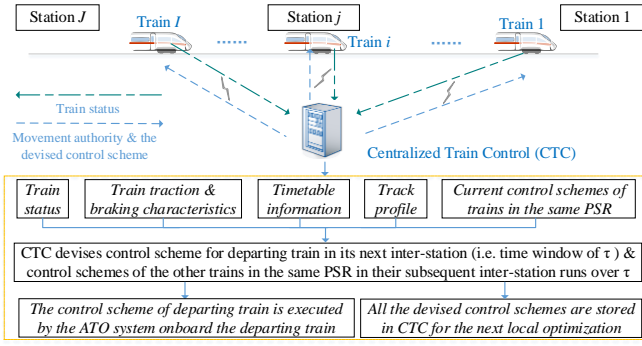 Station J
Station j
Station 1
Train I
Train 1
Train i
......
......
Train status
Movement authority & the
devised control scheme
Centralized Train Control (CTC)
Train
status
Train traction &
braking characteristics
Timetable
information
Track
profile
Current control schemes of
trains in the same PSR
CTC devises control scheme for departing train in its next inter-station (i.e. time window of τ ) &
control schemes of the other trains in the same PSR in their subsequent inter-station runs over τ
The control scheme of departing train is executed
by the ATO system onboard the departing train
All the devised control schemes are stored
in CTC for the next local optimization